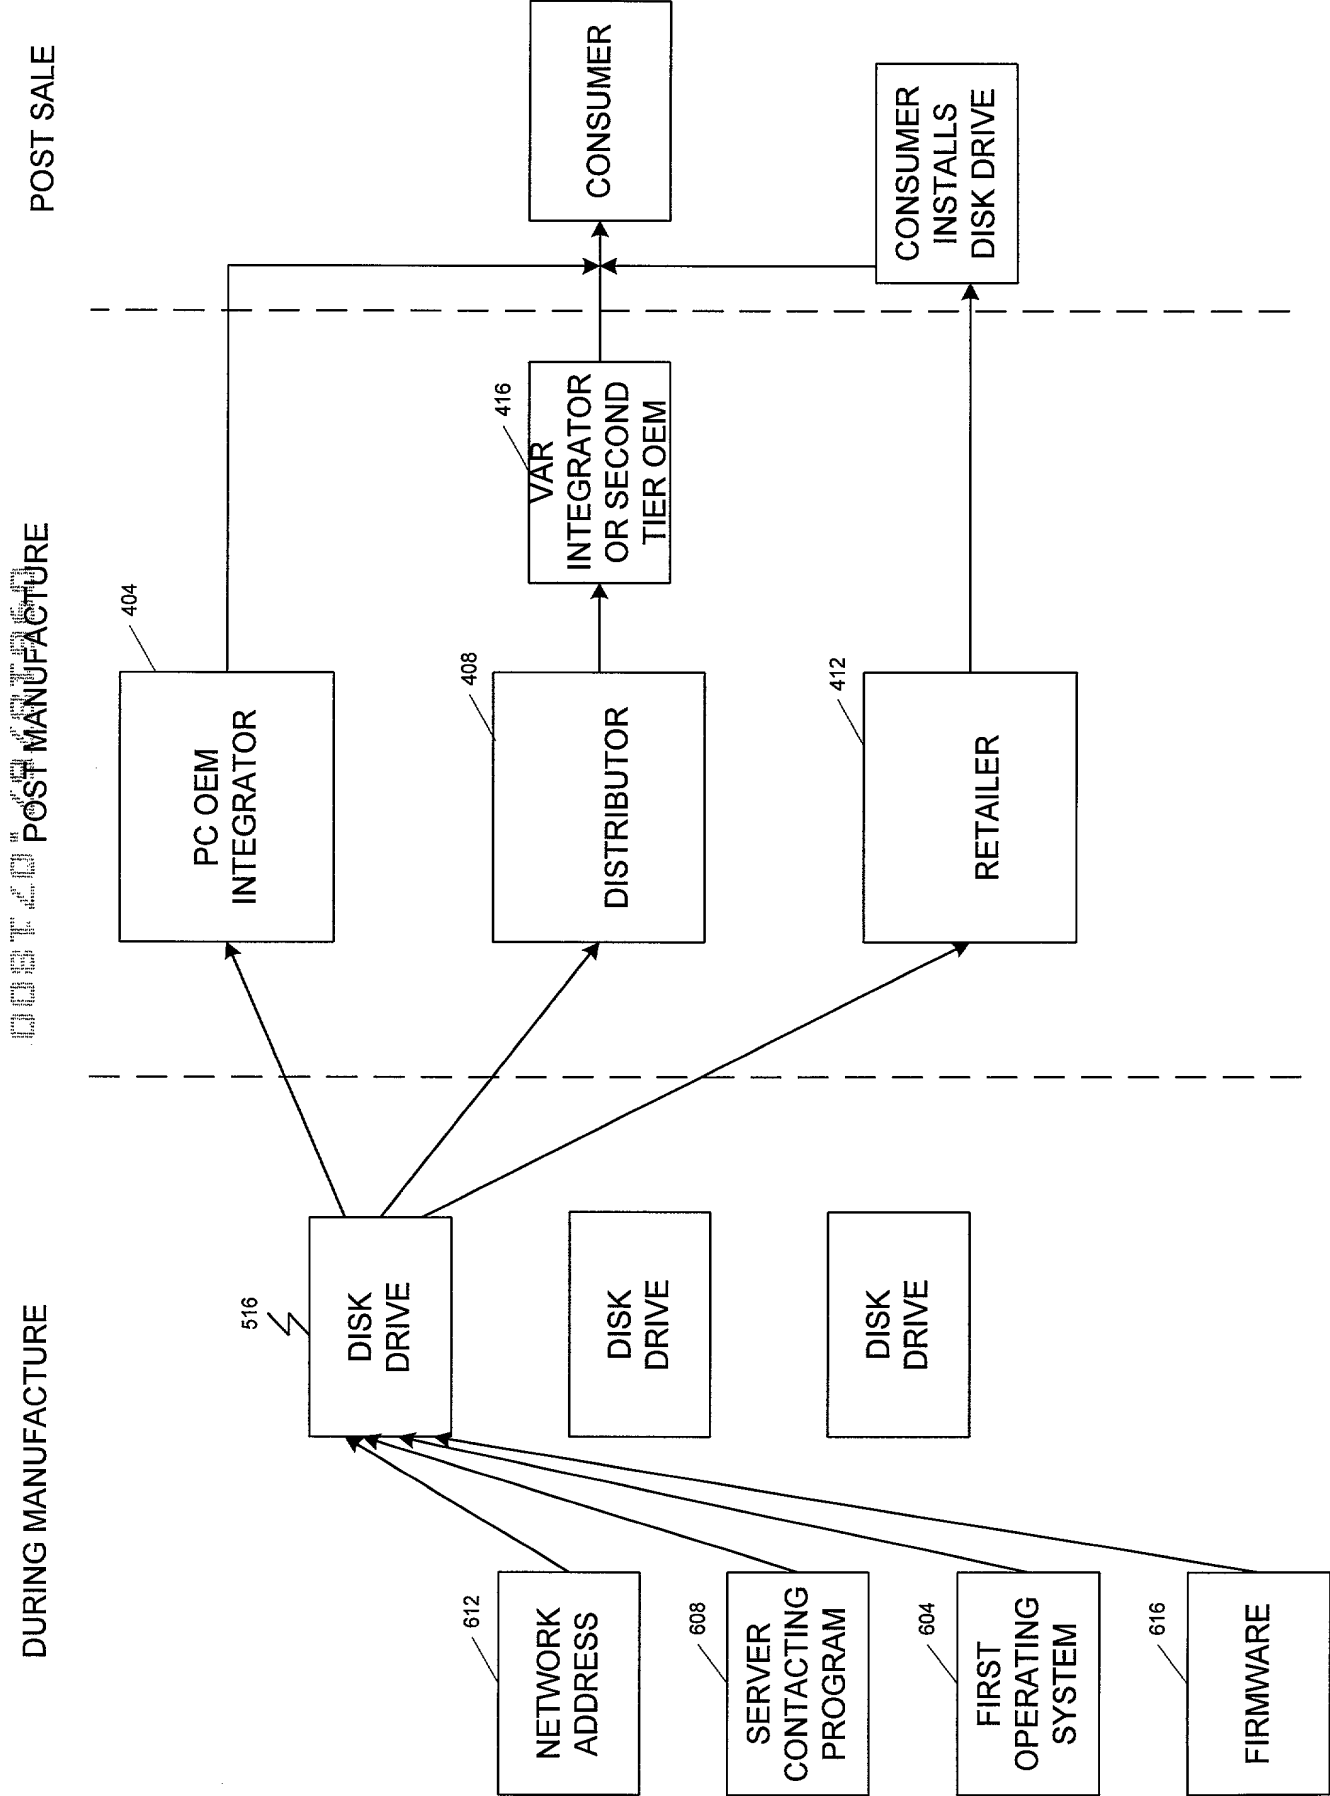 DURING MANUFACTURE
POST MANUFACTURE
POST SALE
516
DISK
DRIVE
DISK
DRIVE
DISK
DRIVE
612
NETWORK
ADDRESS
608
SERVER
CONTACTING
PROGRAM
604
FIRST
OPERATING
SYSTEM
616
FIRMWARE
404
PC OEM
INTEGRATOR
408
DISTRIBUTOR
412
RETAILER
416
VAR
INTEGRATOR
OR SECOND
TIER OEM
CONSUMER
CONSUMER
INSTALLS
DISK DRIVE